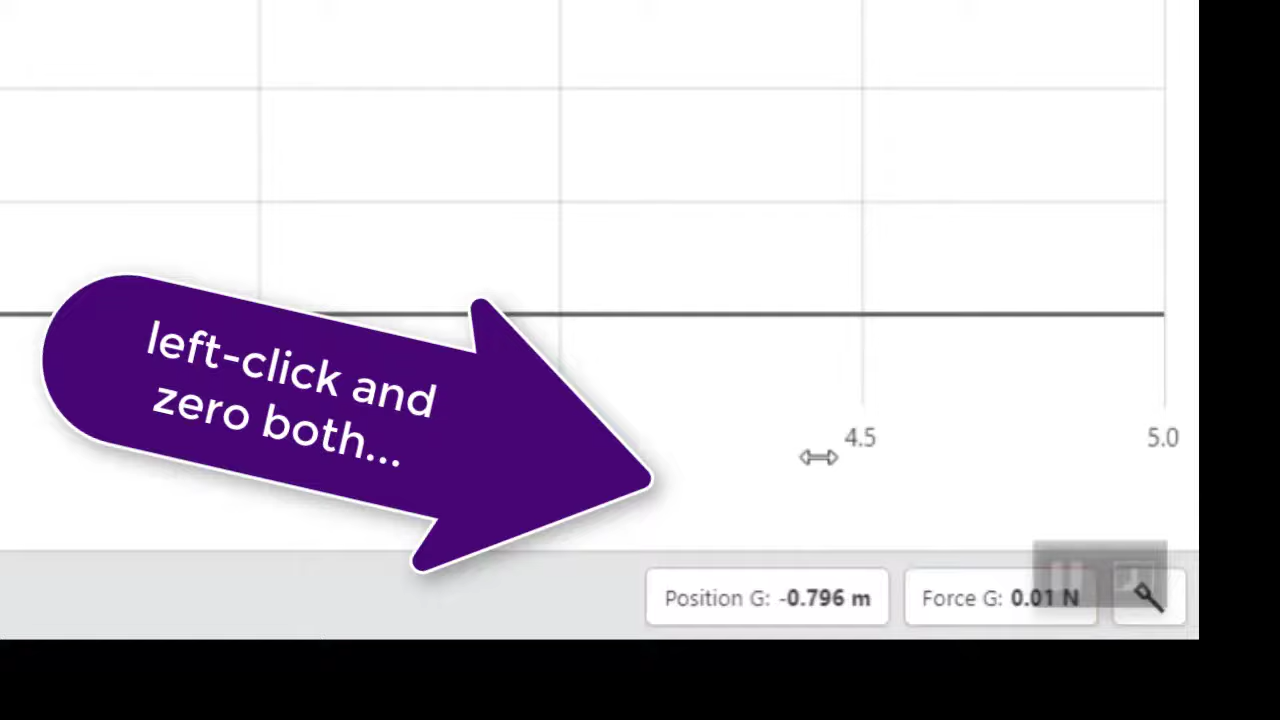 left-click and
zero both...
4.5
5.0
Position G: -0.796 m
Force G: 0.01 N